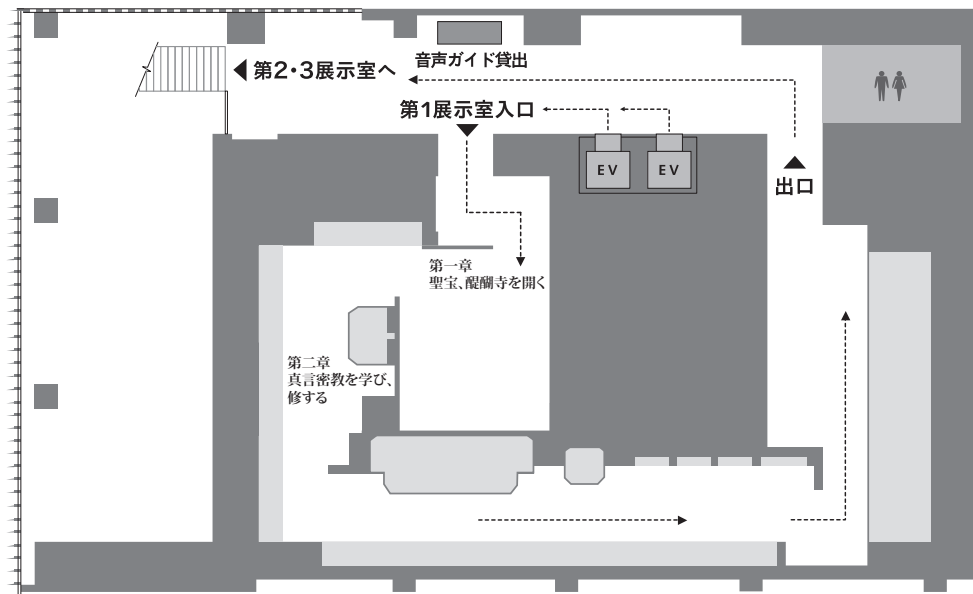 音声ガイド貸出
第2・3展示室へ
第1展示室入口
EV
EV
出口
第一章
聖宝、醍醐寺を開く
第二章
真言密教を学び、
修する